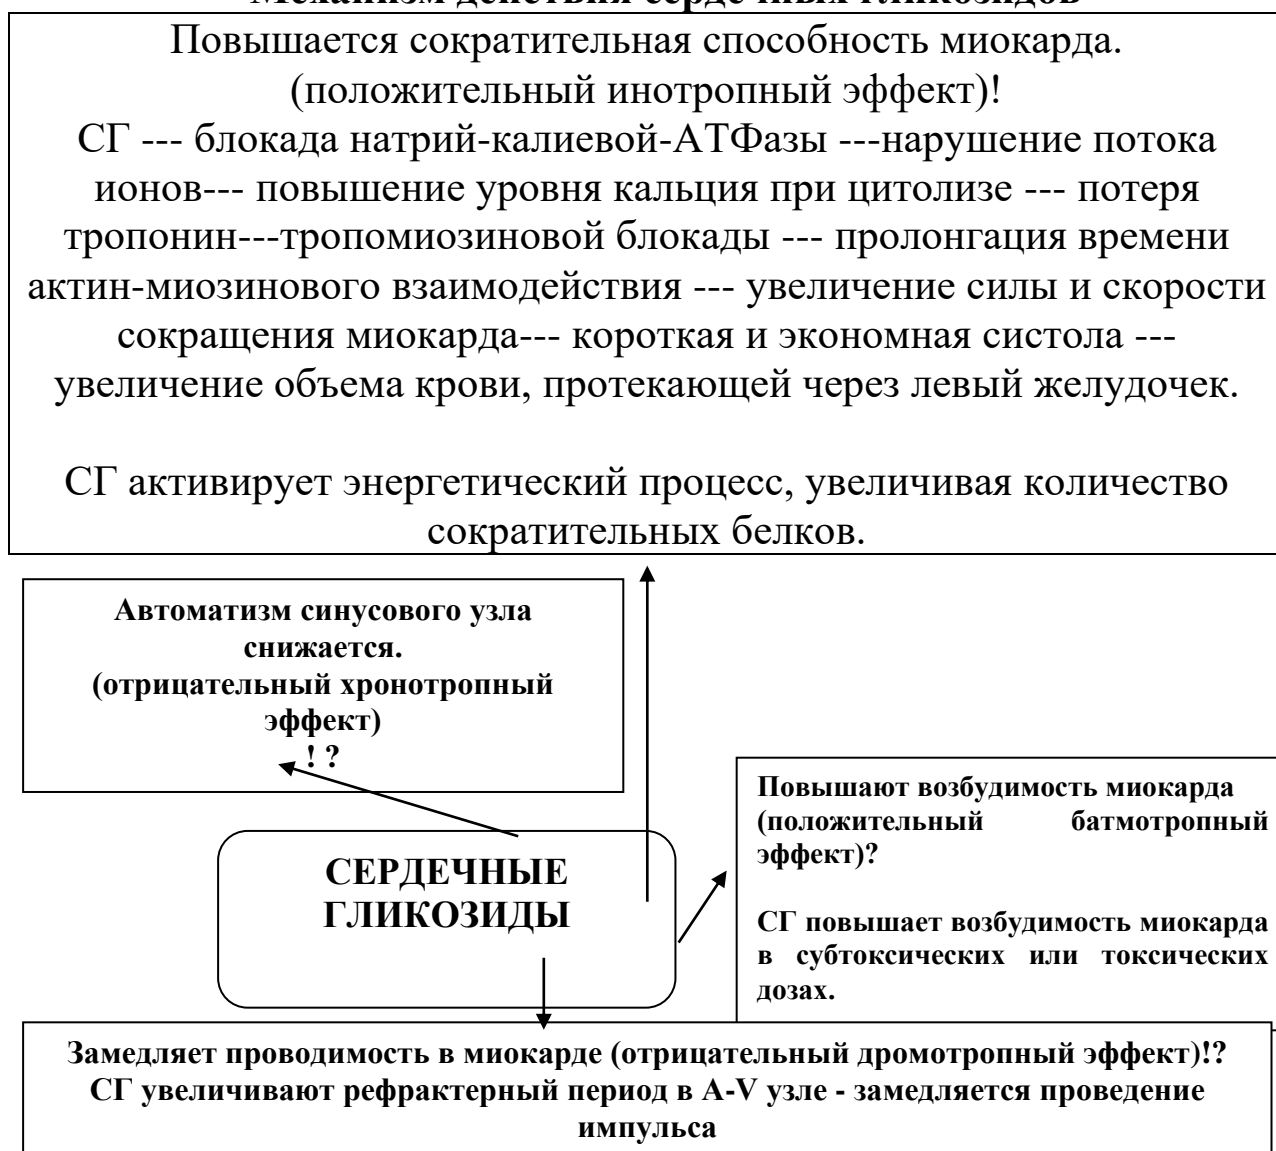 Механизм действия сердечных гликозидов
Повышается сократительная способность миокарда.
(положительный инотропный эффект)!
СГ --- блокада натрий-калиевой-АТФазы ---нарушение потока
ионов--- повышение уровня кальция при цитолизе --- потеря
тропонин---тропомиозиновой блокады --- пролонгация времени
актин-миозинового взаимодействия --- увеличение силы и скорости
сокращения миокарда--- короткая и экономная систола ---
увеличение объема крови, протекающей через левый желудочек.
СГ активирует энергетический процесс, увеличивая количество
сократительных белков.
Автоматизм синусового узла
снижается.
(отрицательный хронотропный
эффект)
! ?
Повышают возбудимость миокарда
(положительный батмотропный
эффект)?
СГ повышает возбудимость миокарда
в субтоксических или токсических
дозах.
СЕРДЕЧНЫЕ
ГЛИКОЗИДЫ
Замедляет проводимость в миокарде (отрицательный дромотропный эффект)!?
СГ увеличивают рефрактерный период в A-V узле - замедляется проведение
импульса